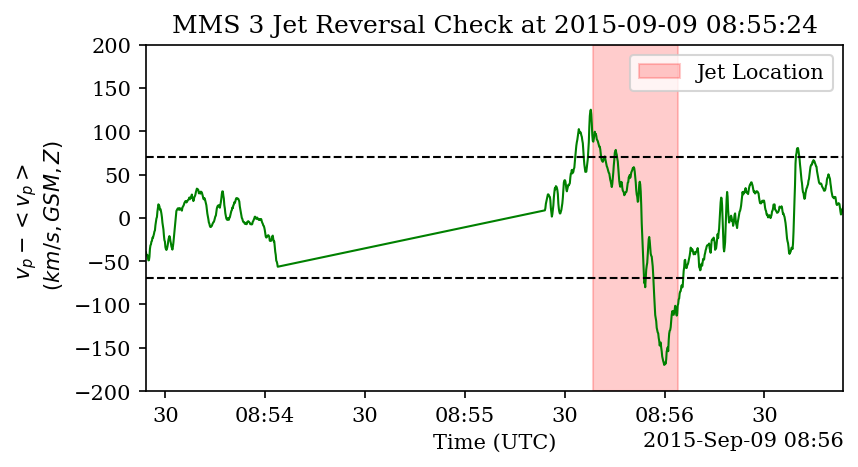 MMS 3 Jet Reversal Check at 2015-09-09 08:55:24
200
150
100
50
0
−50
−100
−150
−200
v_p − < v_p >
(km/s, GSM, Z)
Jet Location
30 08:54 30 08:55 30 08:56 30
Time (UTC)
2015-Sep-09 08:56